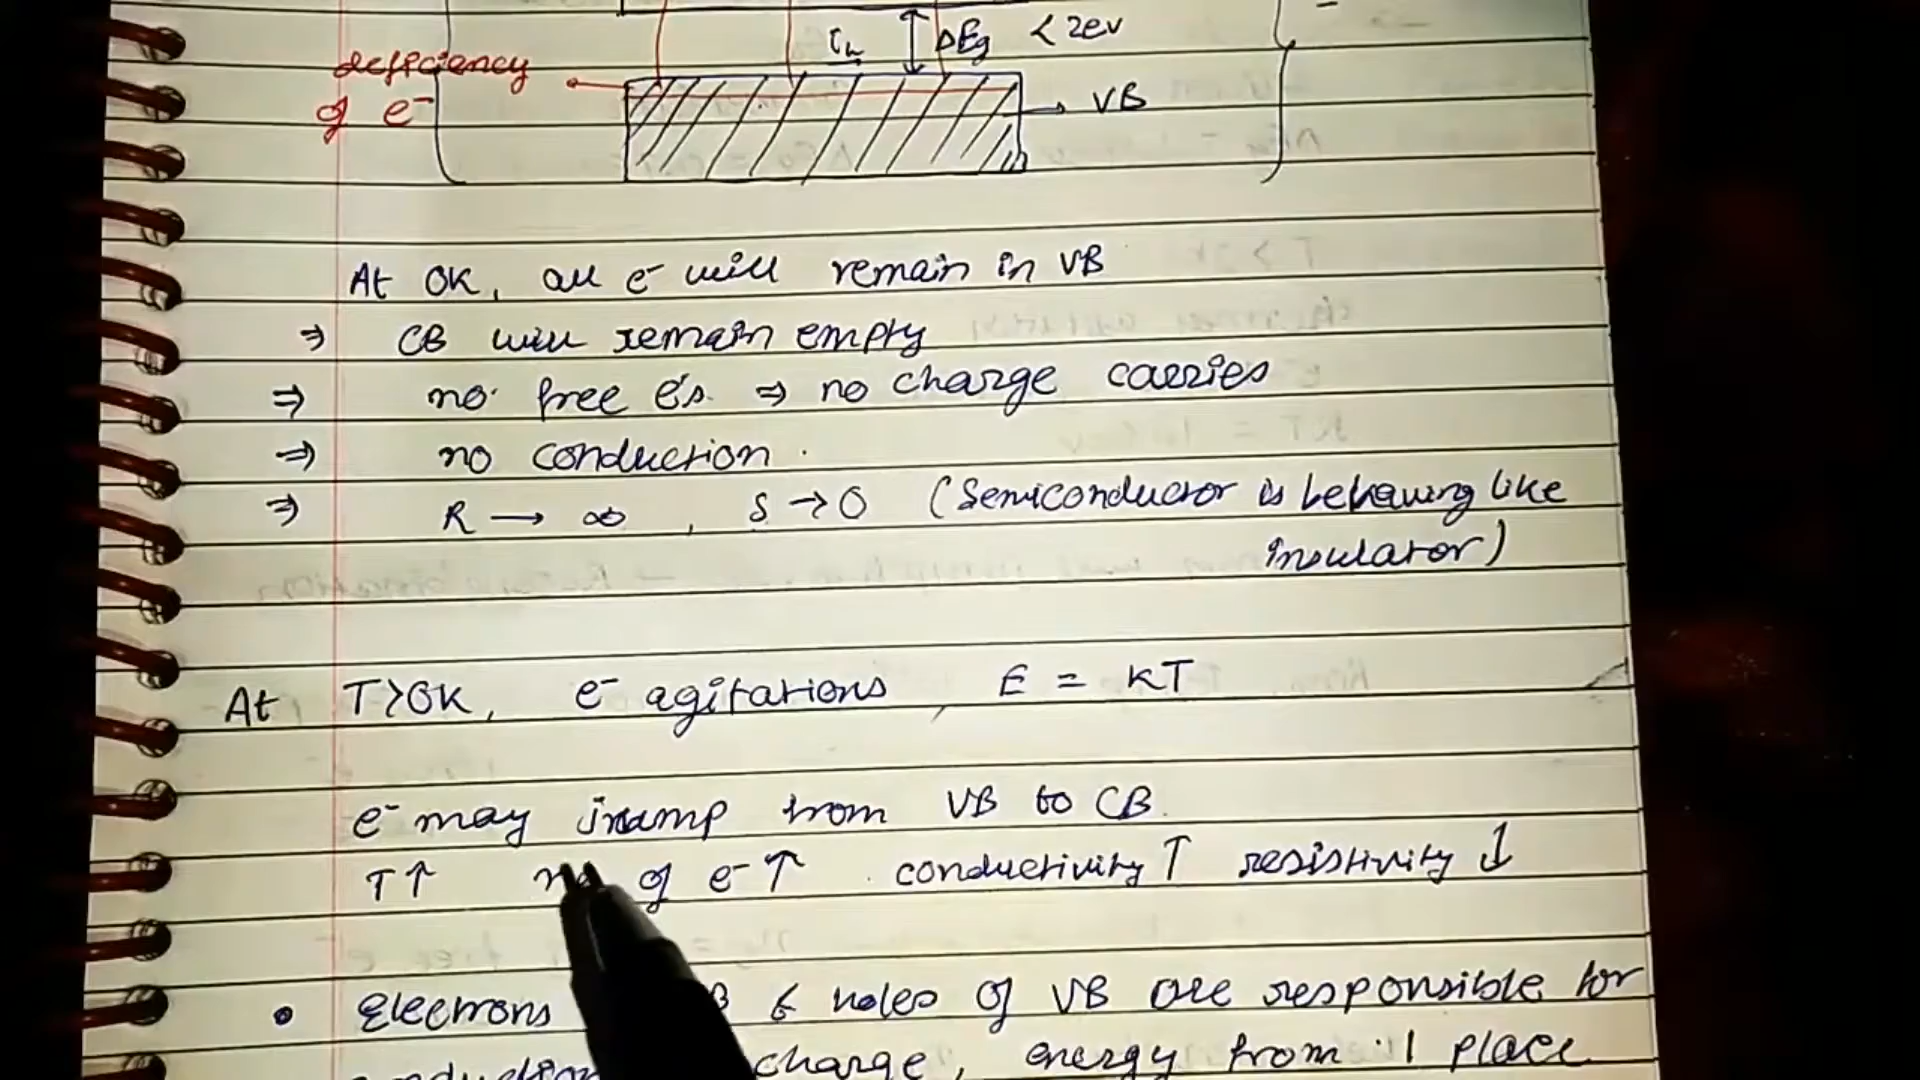 ΔEg < 2ev
deficiency
of e⁻
VB
At 0K, all e⁻ will remain in VB
⇒ CB will remain empty
⇒ no free e's. ⇒ no charge carries
⇒ no conduction.
⇒ R → ∞, S → 0 (Semiconductor is behaving like
insulator)
At T>0K, e⁻ agitations, E = KT
e⁻ may jump from VB to CB.
T↑ no of e⁻↑ conductivity ↑ resistivity ↓
• Electrons & holes of VB are responsible for
charge, energy from 1 place